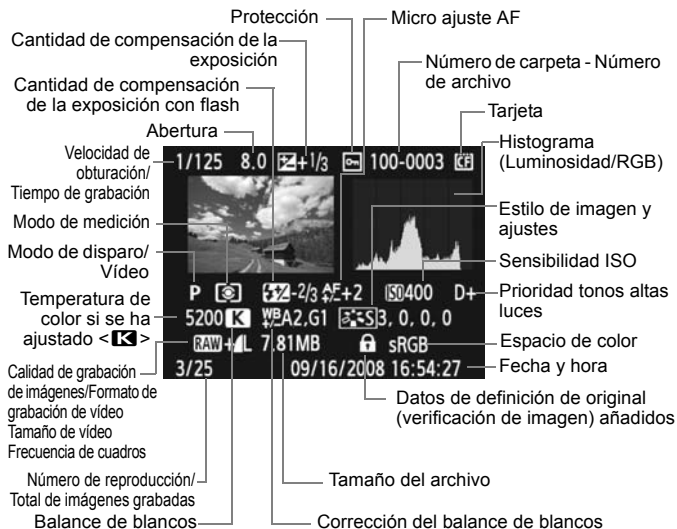 Protección
Micro ajuste AF
Cantidad de compensación de la
exposición
Número de carpeta - Número
de archivo
Cantidad de compensación
de la exposición con flash
Tarjeta
Abertura
Histograma
(Luminosidad/RGB)
Velocidad de
obturación/
Tiempo de grabación
1/125 8.0 +1/3 100-0003 CF
Estilo de imagen y
ajustes
Modo de medición
Modo de disparo/
Vídeo
Sensibilidad ISO
P -2/3 AF+2 ISO400 D+
Prioridad tonos altas
luces
Temperatura de
color si se ha
ajustado <K>
5200 K WB A2,G1 S 3, 0, 0, 0
Espacio de color
RAW+L 7.81MB sRGB
3/25 09/16/2008 16:54:27
Fecha y hora
Calidad de grabación
de imágenes/Formato de
grabación de vídeo
Tamaño de vídeo
Frecuencia de cuadros
Datos de definición de original
(verificación de imagen) añadidos
Número de reproducción/
Total de imágenes grabadas
Tamaño del archivo
Balance de blancos
Corrección del balance de blancos